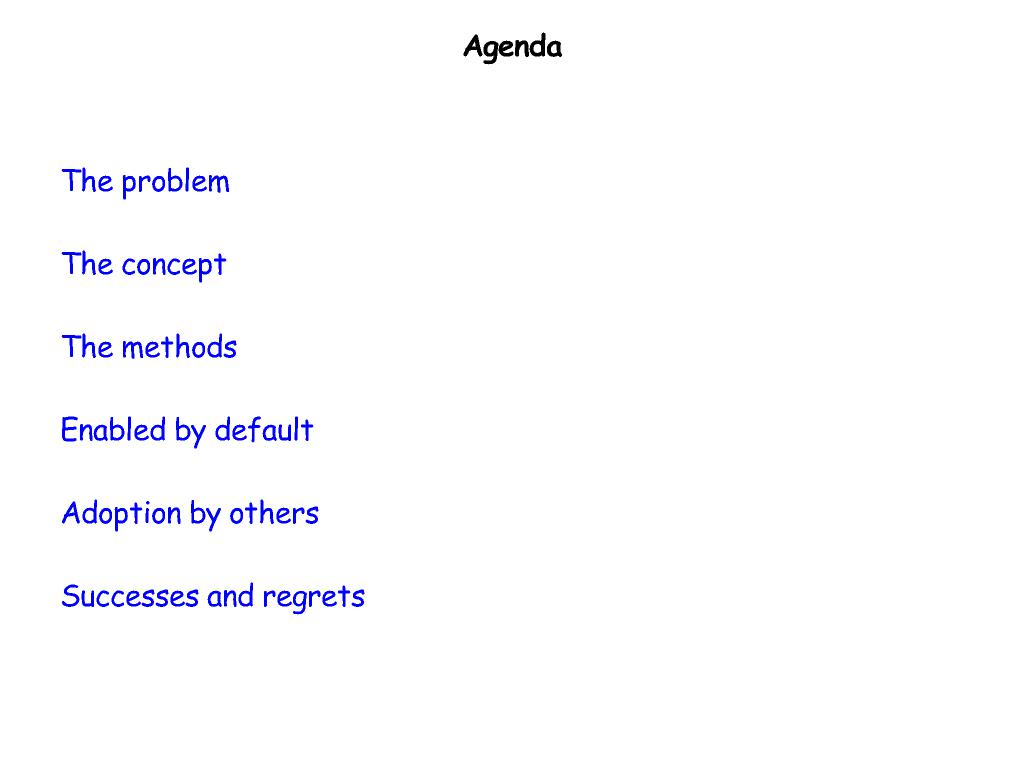 Agenda
The problem
The concept
The methods
Enabled by default
Adoption by others
Successes and regrets